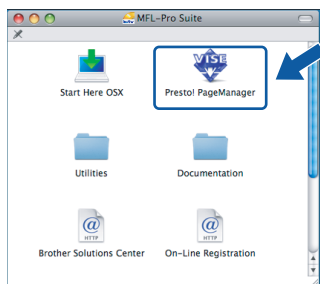 MFL-Pro Suite
Start Here OSX
VISE
Presto! PageManager
Utilities
Documentation
@
HTTP
Brother Solutions Center
@
HTTP
On-Line Registration